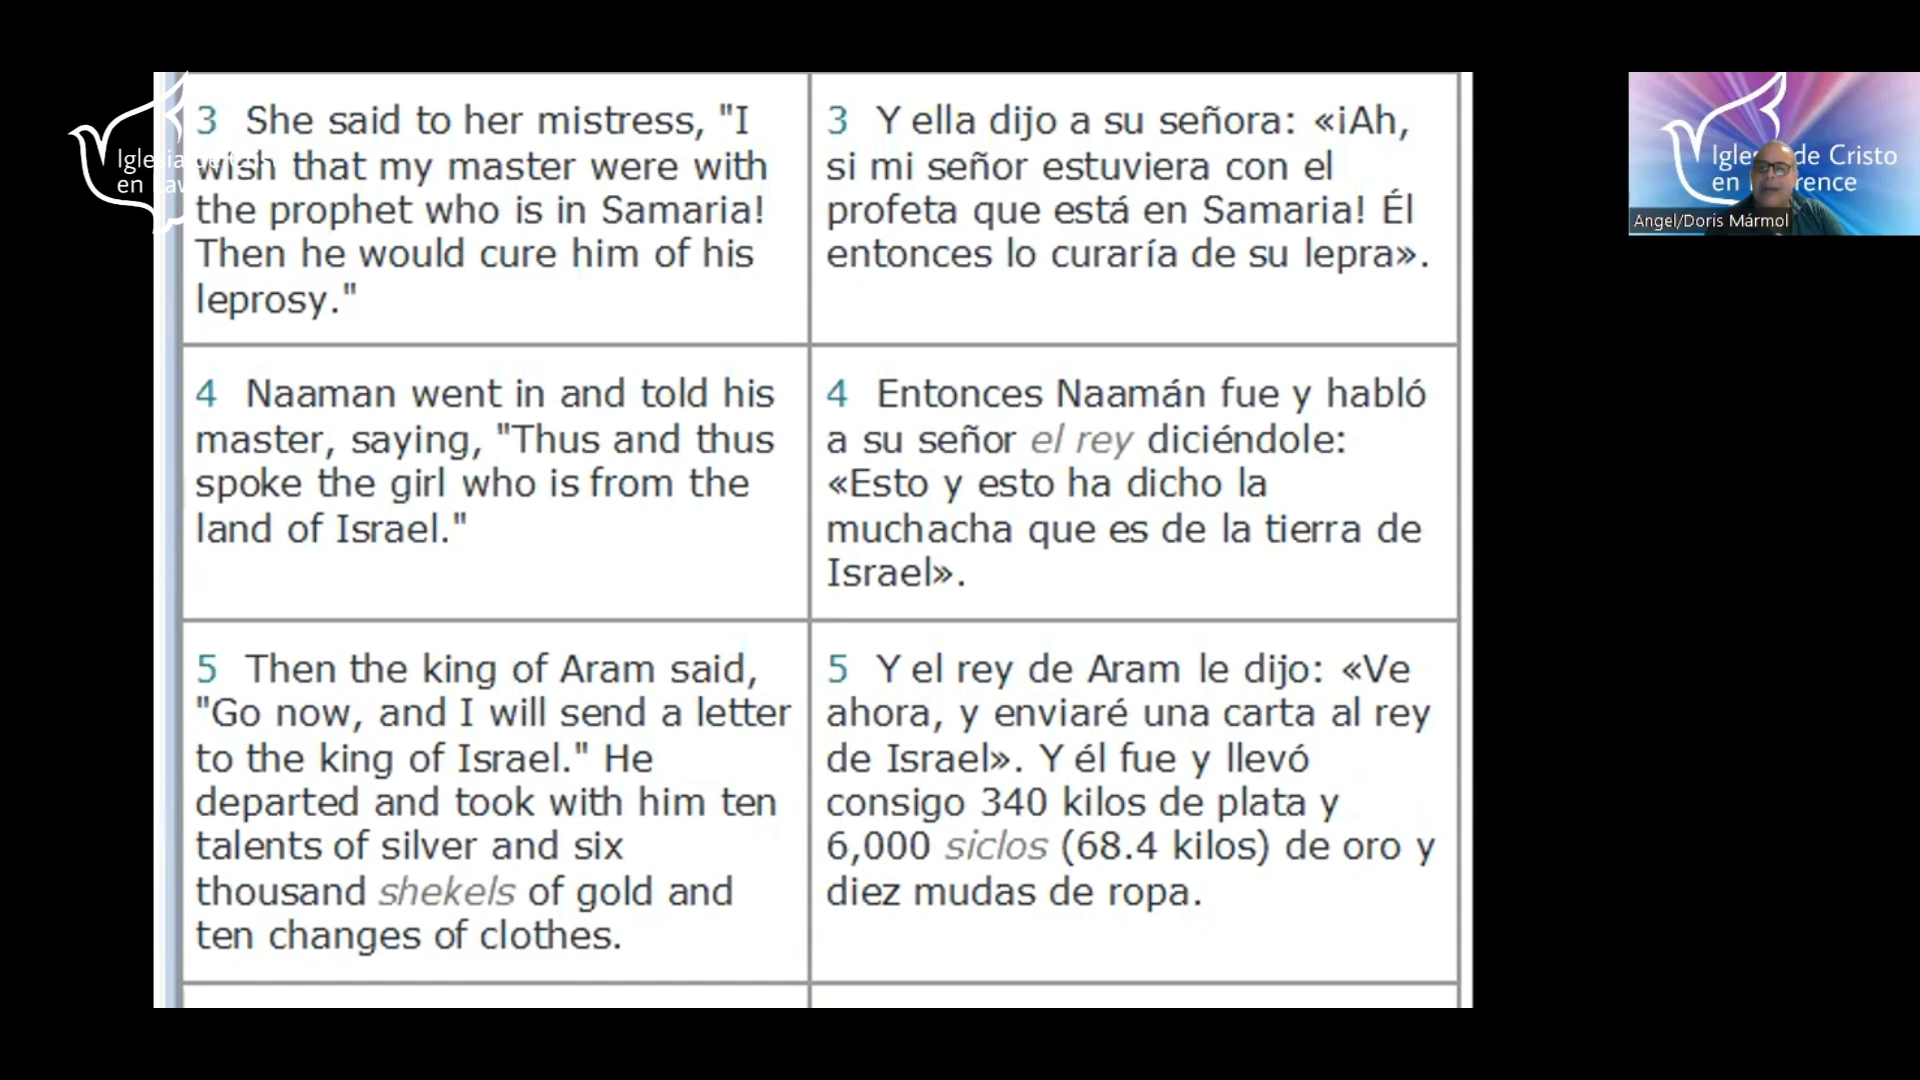 3 She said to her mistress, "I
wish that my master were with
the prophet who is in Samaria!
Then he would cure him of his
leprosy."
3 Y ella dijo a su señora: «¡Ah,
si mi señor estuviera con el
profeta que está en Samaria! Él
entonces lo curaría de su lepra».
4 Naaman went in and told his
master, saying, "Thus and thus
spoke the girl who is from the
land of Israel."
4 Entonces Naamán fue y habló
a su señor el rey diciéndole:
«Esto y esto ha dicho la
muchacha que es de la tierra de
Israel».
5 Then the king of Aram said,
"Go now, and I will send a letter
to the king of Israel." He
departed and took with him ten
talents of silver and six
thousand shekels of gold and
ten changes of clothes.
5 Y el rey de Aram le dijo: «Ve
ahora, y enviaré una carta al rey
de Israel». Y él fue y llevó
consigo 340 kilos de plata y
6,000 siclos (68.4 kilos) de oro y
diez mudas de ropa.
de Cristo
en
Angel/Doris Mármol